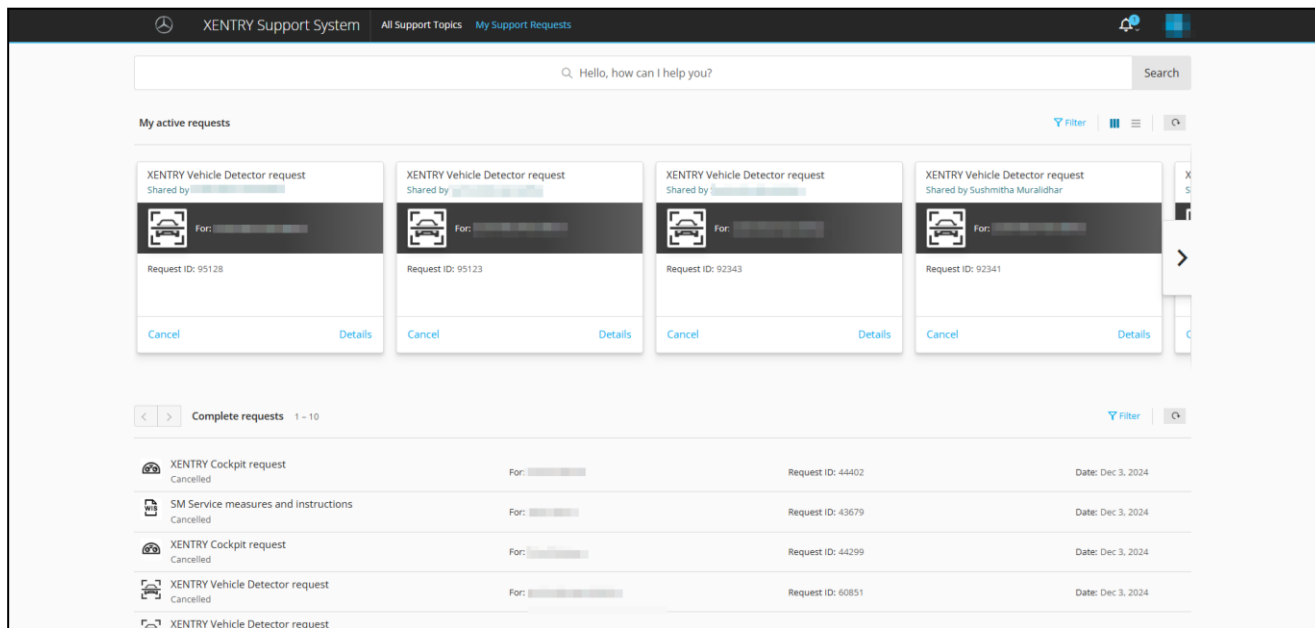 XENTRY Support System All Support Topics My Support Requests 1
Hello, how can I help you? Search
My active requests Filter
XENTRY Vehicle Detector request
Shared by
For:
Request ID: 95128
Cancel Details
XENTRY Vehicle Detector request
Shared by
For:
Request ID: 95123
Cancel Details
XENTRY Vehicle Detector request
Shared by
For:
Request ID: 92343
Cancel Details
XENTRY Vehicle Detector request
Shared by Sushmitha Muralidhar
For:
Request ID: 92341
Cancel Details
X
S
C
Complete requests 1 – 10 Filter
XENTRY Cockpit request
Cancelled
For: Request ID: 44402 Date: Dec 3, 2024
WIS
SM Service measures and instructions
Cancelled
For: Request ID: 43679 Date: Dec 3, 2024
XENTRY Cockpit request
Cancelled
For: Request ID: 44299 Date: Dec 3, 2024
XENTRY Vehicle Detector request
Cancelled
For: Request ID: 60851 Date: Dec 3, 2024
XENTRY Vehicle Detector request